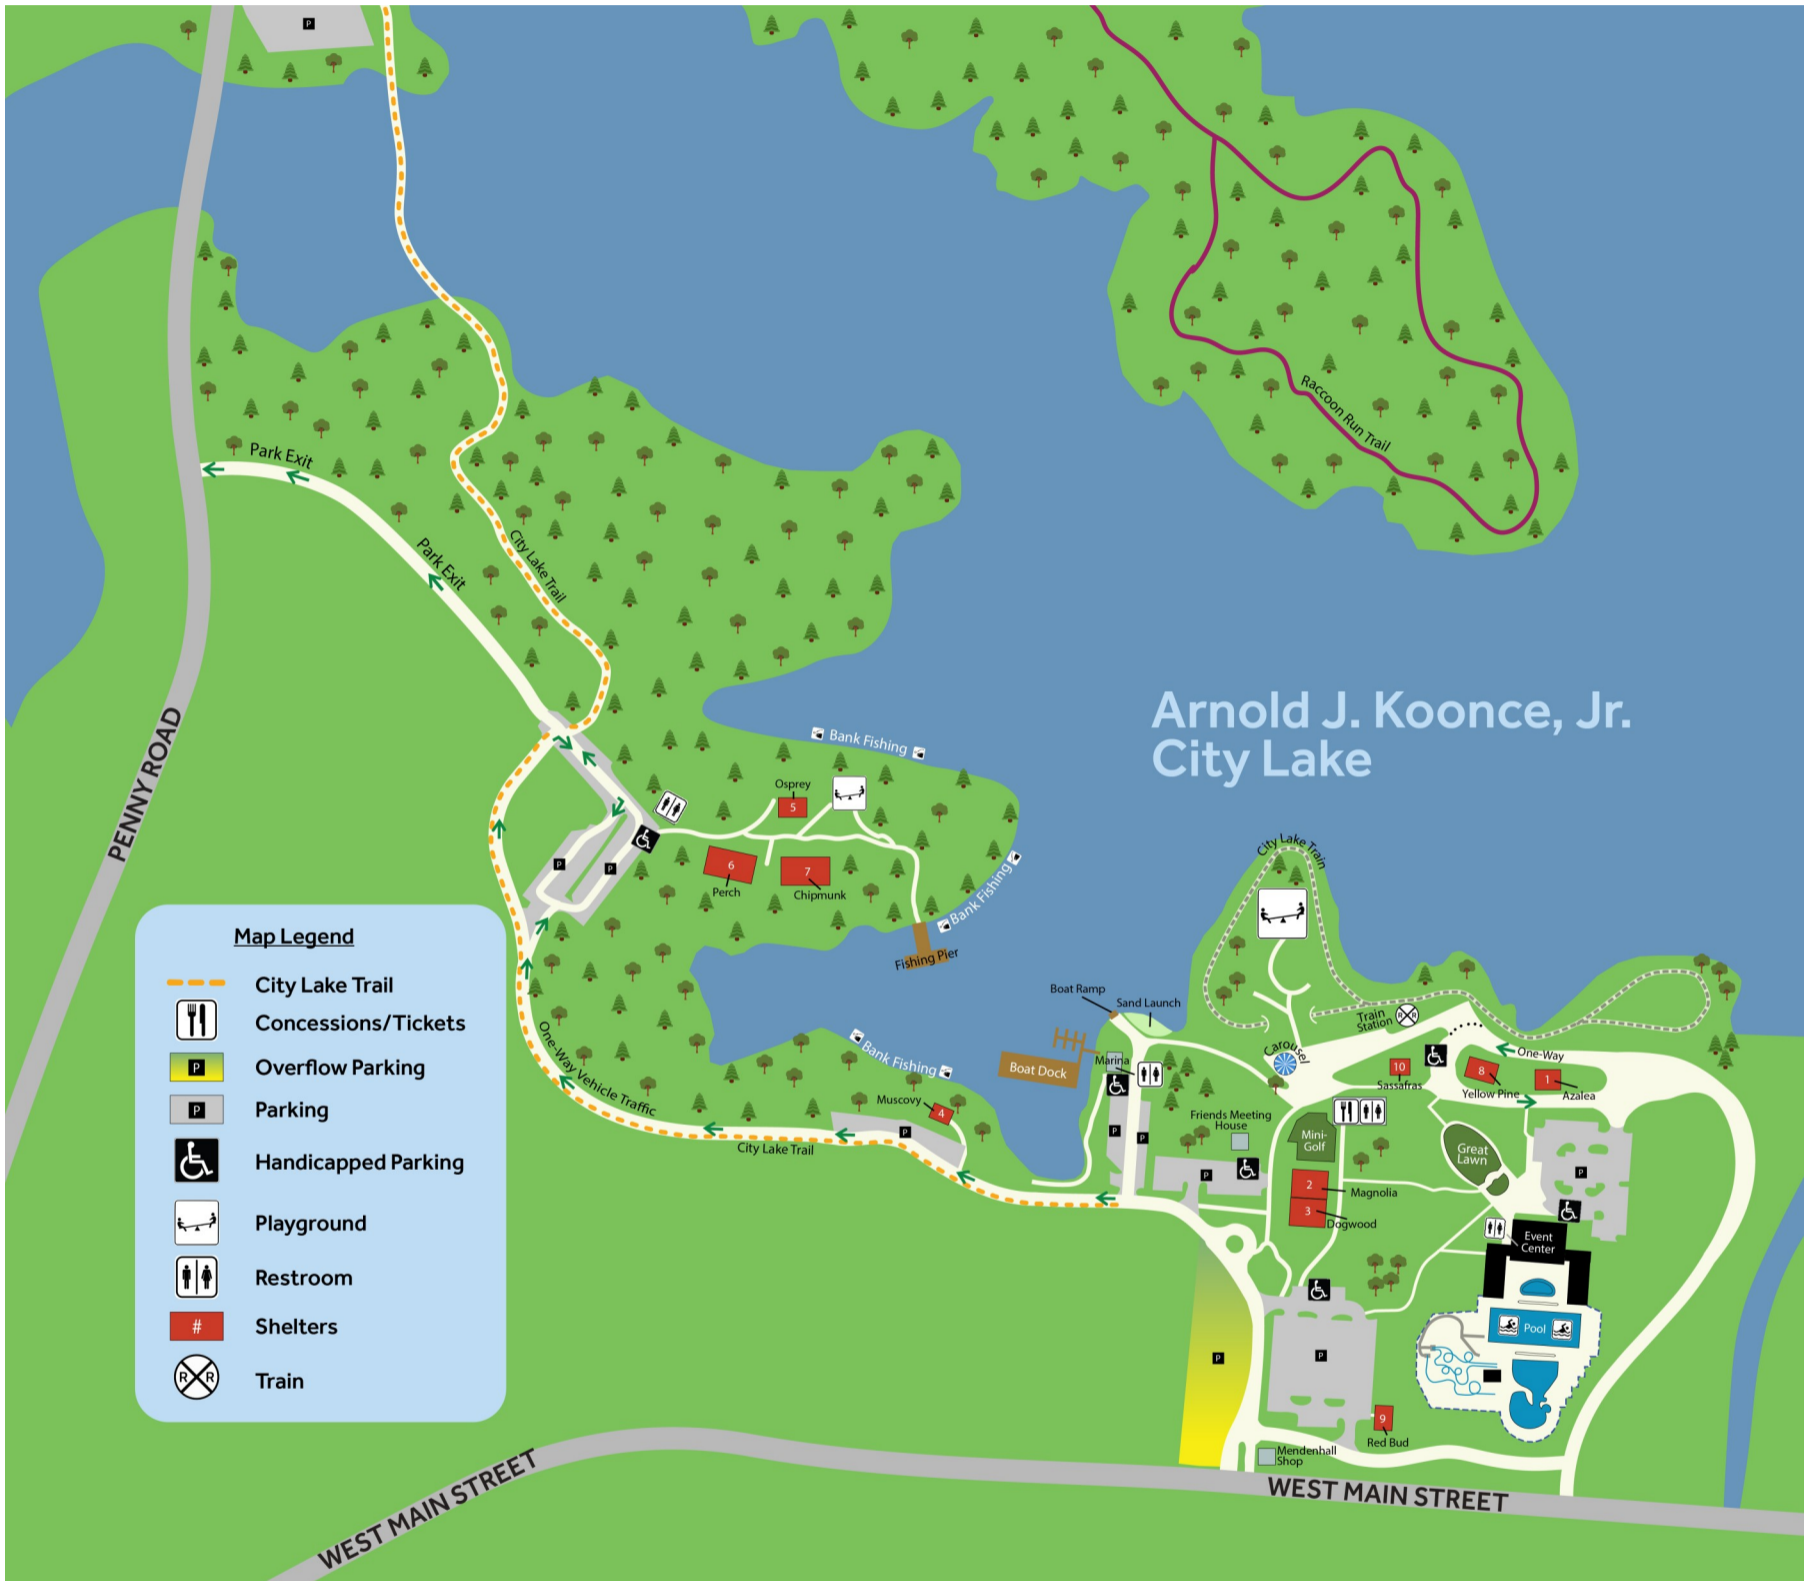 P
Park Exit
Park Exit
City Lake Trail
PENNY ROAD
Raccoon Run Trail
Arnold J. Koonce, Jr.
City Lake
Bank Fishing
Osprey
5
6
Perch
7
Chipmunk
P
P
Bank Fishing
Fishing Pier
City Lake Train
Boat Ramp
Sand Launch
Train
Station
R R
Marina
Boat Dock
Carousel
One-Way
10
Sassafras
8
Yellow Pine
1
Azalea
Bank Fishing
Muscovy
4
One-Way Vehicle Traffic
P
City Lake Trail
P
P
Friends Meeting
House
P
Mini-
Golf
Great
Lawn
P
2
Magnolia
3
Dogwood
Event
Center
Pool
P
P
9
Red Bud
Mendenhall
Shop
WEST MAIN STREET
WEST MAIN STREET
Map Legend
City Lake Trail
Concessions/Tickets
P
Overflow Parking
P
Parking
Handicapped Parking
Playground
Restroom
#
Shelters
R R
Train